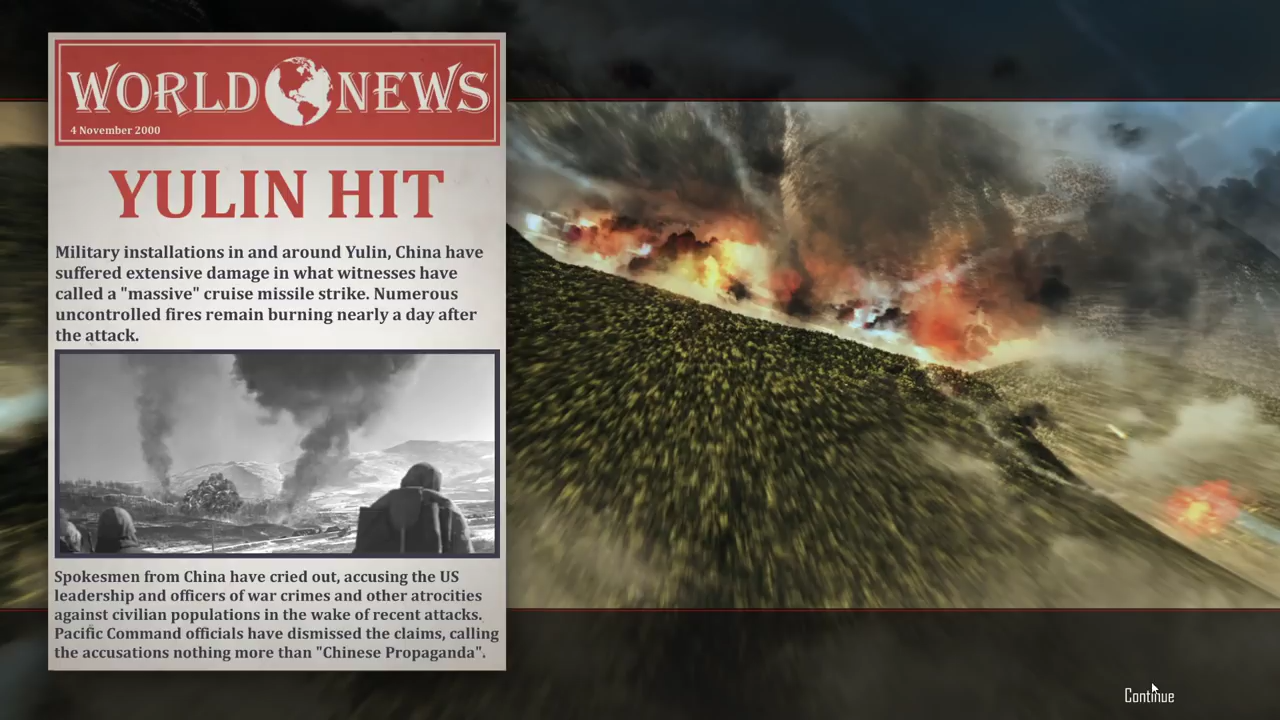 WORLD NEWS
4 November 2000
YULIN HIT
Military installations in and around Yulin, China have
suffered extensive damage in what witnesses have
called a "massive" cruise missile strike. Numerous
uncontrolled fires remain burning nearly a day after
the attack.
Spokesmen from China have cried out, accusing the US
leadership and officers of war crimes and other atrocities
against civilian populations in the wake of recent attacks.
Pacific Command officials have dismissed the claims, calling
the accusations nothing more than "Chinese Propaganda".
Continue